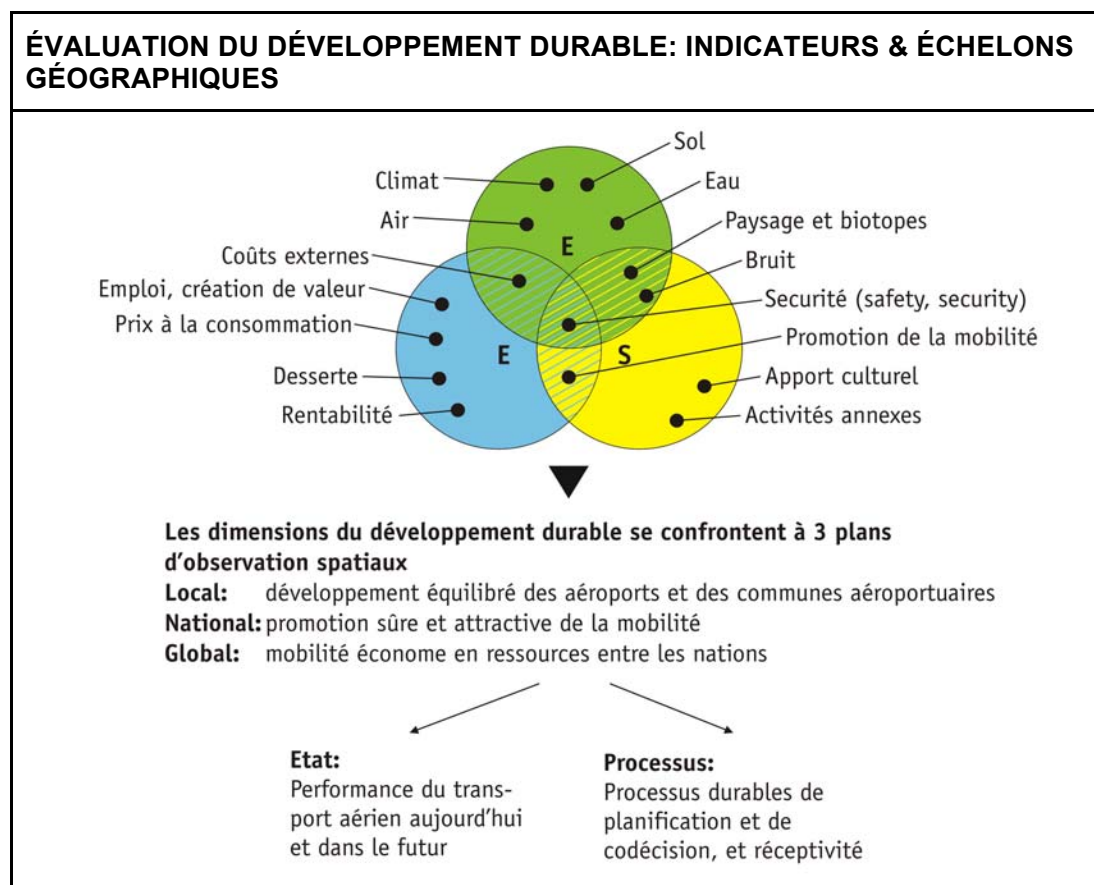 ÉVALUATION DU DÉVELOPPEMENT DURABLE: INDICATEURS & ÉCHELONS
GÉOGRAPHIQUES
Sol
Climat
Eau
Air
Paysage et biotopes
Coûts externes
E
Bruit
Emploi, création de valeur
Securité (safety, security)
Prix à la consommation
Promotion de la mobilité
E
S
Desserte
Apport culturel
Rentabilité
Activités annexes
Les dimensions du développement durable se confrontent à 3 plans
d'observation spatiaux
Local: développement équilibré des aéroports et des communes aéroportuaires
National: promotion sûre et attractive de la mobilité
Global: mobilité économe en ressources entre les nations
Etat:
Performance du trans-
port aérien aujourd'hui
et dans le futur
Processus:
Processus durables de
planification et de
codécision, et réceptivité